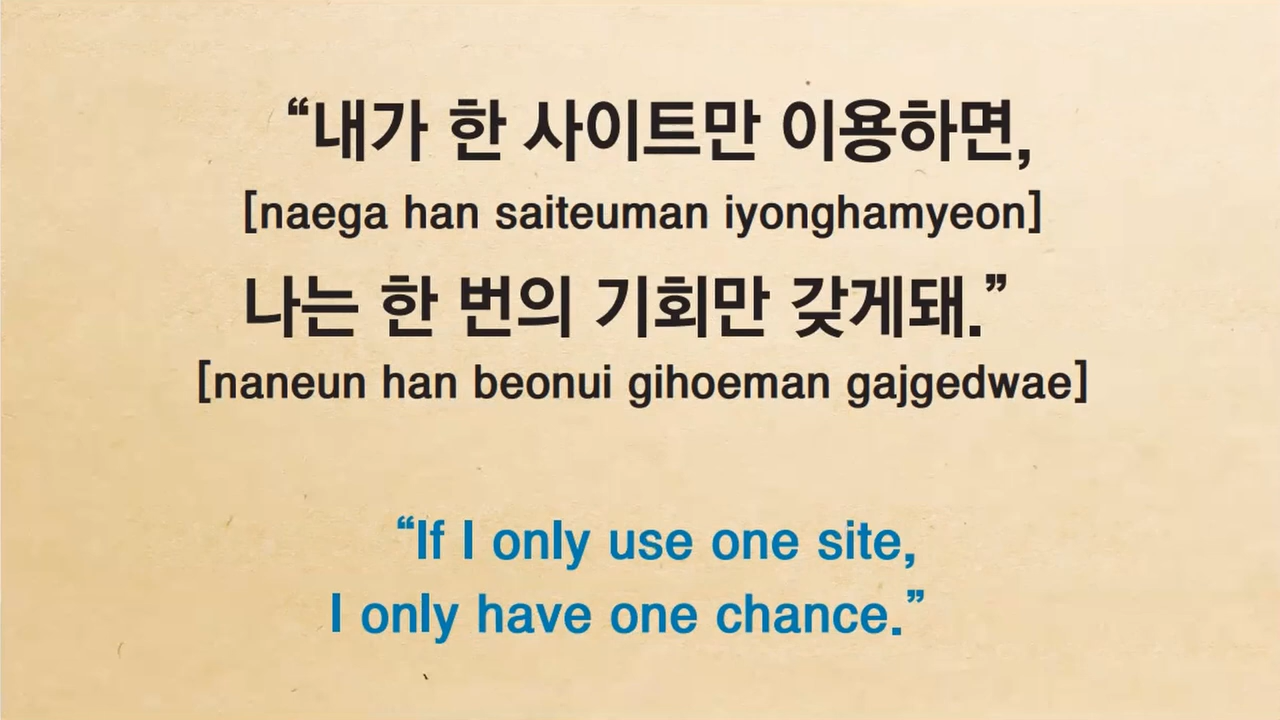 “내가 한 사이트만 이용하면,
[naega han saiteuman iyonghamyeon]
나는 한 번의 기회만 갖게돼.”
[naneun han beonui gihoeman gajgedwae]
“If I only use one site,
I only have one chance.”